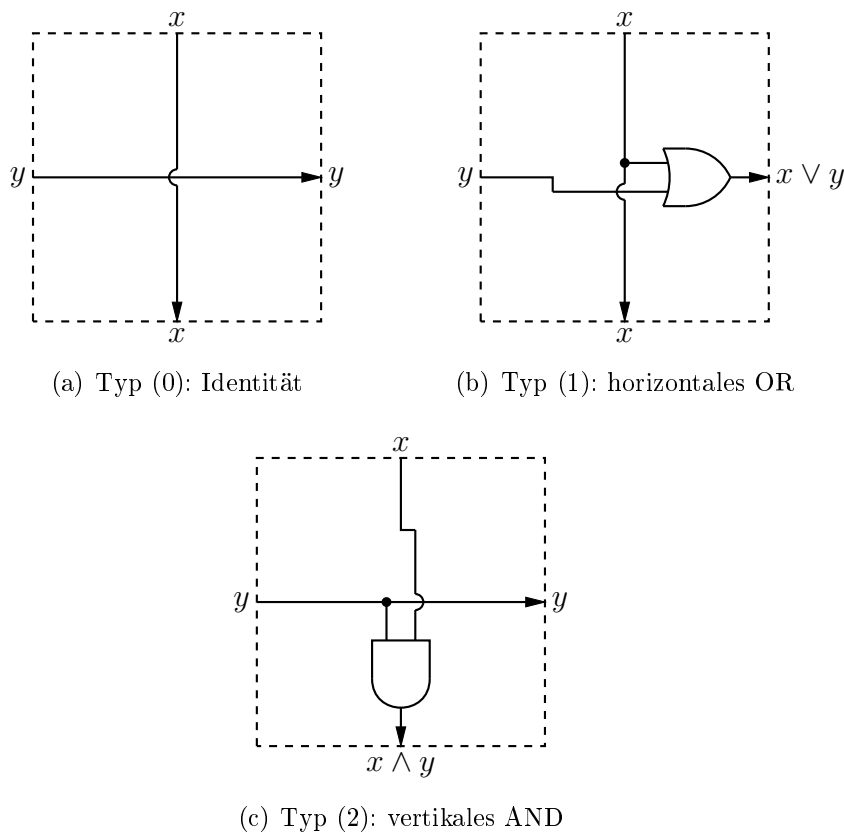 x x
y y y x ∨ y
x x
(a) Typ (0): Identität (b) Typ (1): horizontales OR
x
y y
x ∧ y
(c) Typ (2): vertikales AND